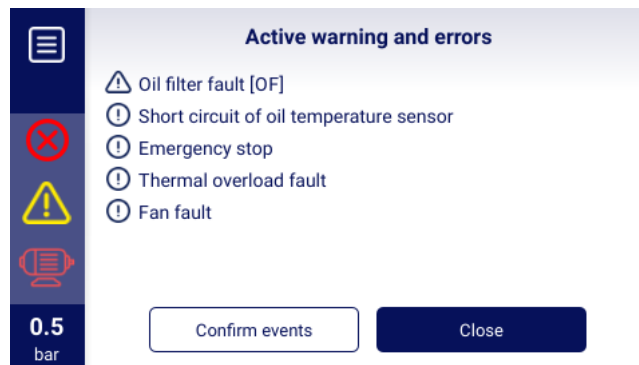 Active warning and errors
Oil filter fault [OF]
Short circuit of oil temperature sensor
Emergency stop
Thermal overload fault
Fan fault
Confirm events
Close
0.5
bar